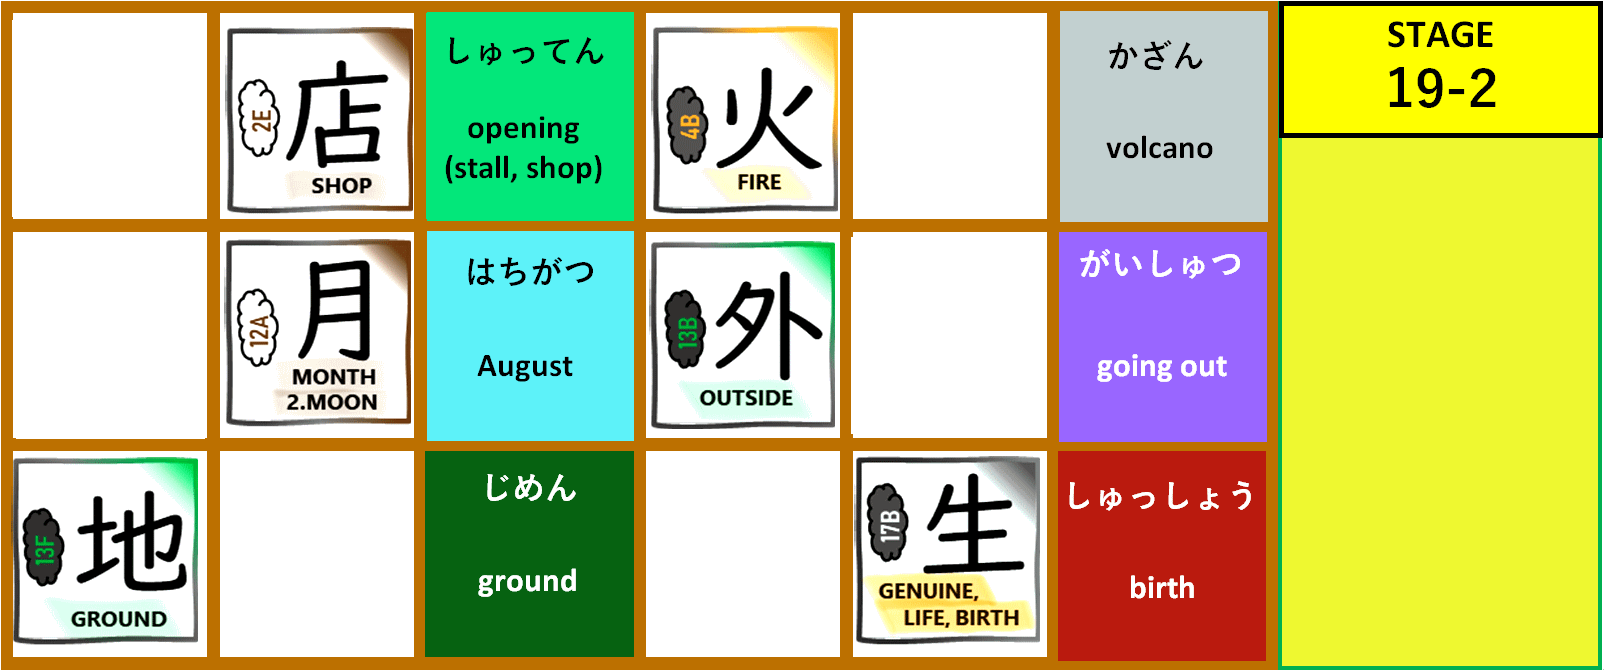 2E
店
SHOP
しゅってん
opening
(stall, shop)
4B
火
FIRE
かざん
volcano
STAGE
19-2
12A
月
MONTH
2.MOON
はちがつ
August
13B
外
OUTSIDE
がいしゅつ
going out
13F
地
GROUND
じめん
ground
17B
生
GENUINE,
LIFE, BIRTH
しゅっしょう
birth